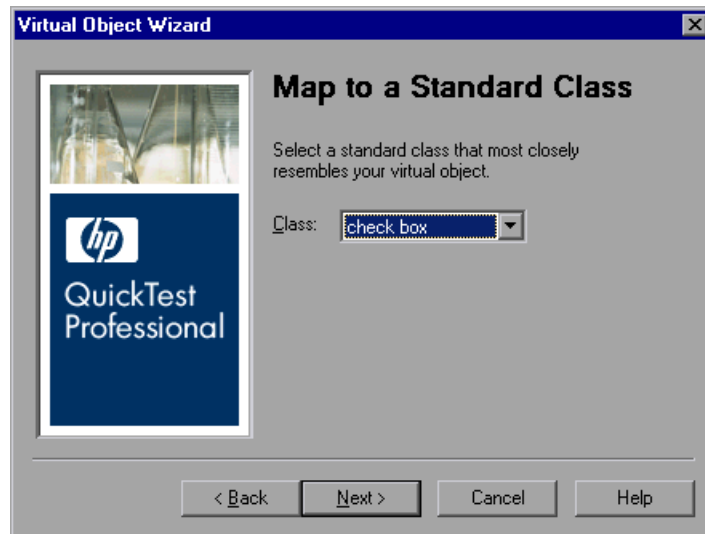 Virtual Object Wizard
Map to a Standard Class
Select a standard class that most closely
resembles your virtual object.
Class: check box
hp
QuickTest
Professional
< Back Next > Cancel Help